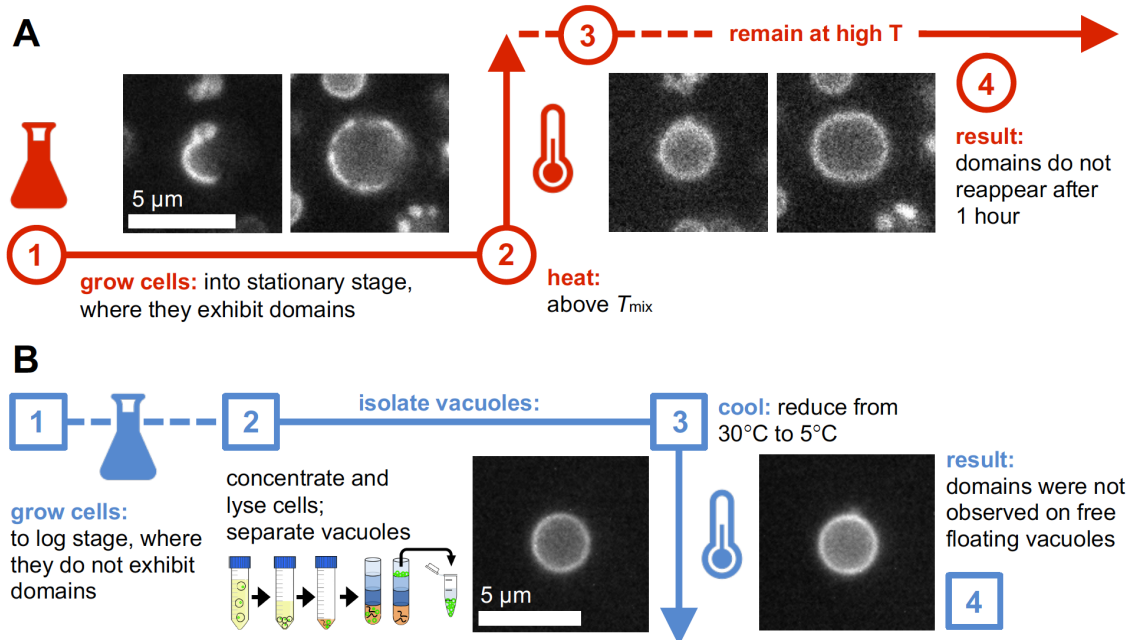 A
3
remain at high T
4
result:
domains do not
reappear after
1 hour
5 µm
1
2
grow cells: into stationary stage,
where they exhibit domains
heat:
above Tmix
B
1
2
isolate vacuoles:
3
cool: reduce from
30°C to 5°C
grow cells:
to log stage, where
they do not exhibit
domains
concentrate and
lyse cells;
separate vacuoles
5 µm
result:
domains were not
observed on free
floating vacuoles
4